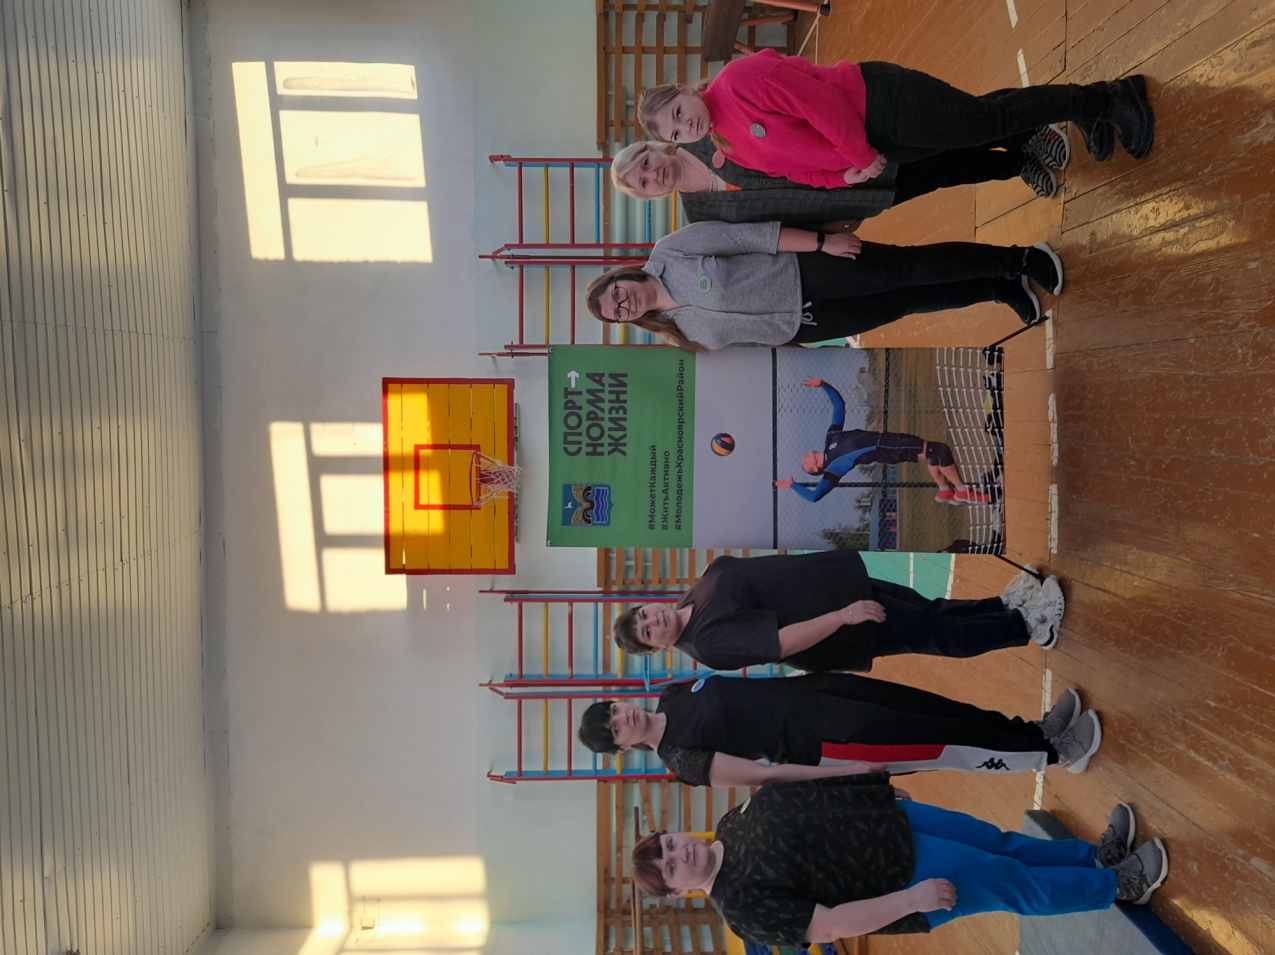 СПОРТ→
НОРМА
ЖИЗНИ
#МожетКаждый
#ЖитьАктивно
#МолодежьКрасноярскийРайон